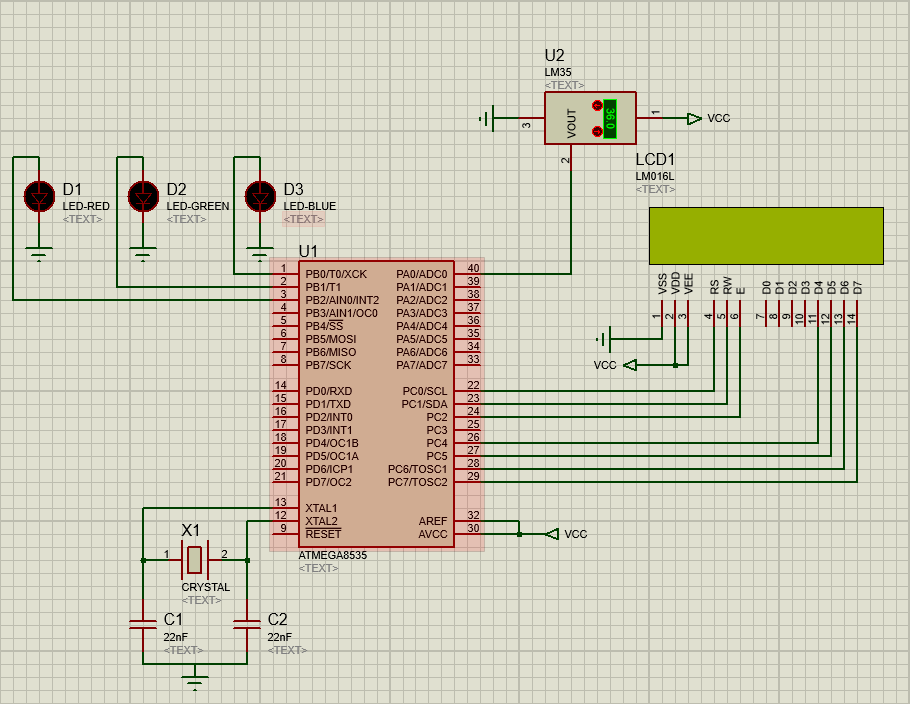 U2
LM35
<TEXT>
3
VOUT
36.0
1
VCC
2
LCD1
LM016L
<TEXT>
D1
LED-RED
<TEXT>
D2
LED-GREEN
<TEXT>
D3
LED-BLUE
<TEXT>
VSS
VDD
VEE
RS
RW
E
D0
D1
D2
D3
D4
D5
D6
D7
1
2
3
4
5
6
7
8
9
10
11
12
13
14
VCC
U1
1 PB0/T0/XCK PA0/ADC0 40
2 PB1/T1 PA1/ADC1 39
3 PB2/AIN0/INT2 PA2/ADC2 38
4 PB3/AIN1/OC0 PA3/ADC3 37
5 PB4/SS PA4/ADC4 36
6 PB5/MOSI PA5/ADC5 35
7 PB6/MISO PA6/ADC6 34
8 PB7/SCK PA7/ADC7 33
14 PD0/RXD PC0/SCL 22
15 PD1/TXD PC1/SDA 23
16 PD2/INT0 PC2 24
17 PD3/INT1 PC3 25
18 PD4/OC1B PC4 26
19 PD5/OC1A PC5 27
20 PD6/ICP1 PC6/TOSC1 28
21 PD7/OC2 PC7/TOSC2 29
13 XTAL1
12 XTAL2 AREF 32
9 RESET AVCC 30
VCC
ATMEGA8535
<TEXT>
X1
1 2
CRYSTAL
<TEXT>
C1
22nF
<TEXT>
C2
22nF
<TEXT>